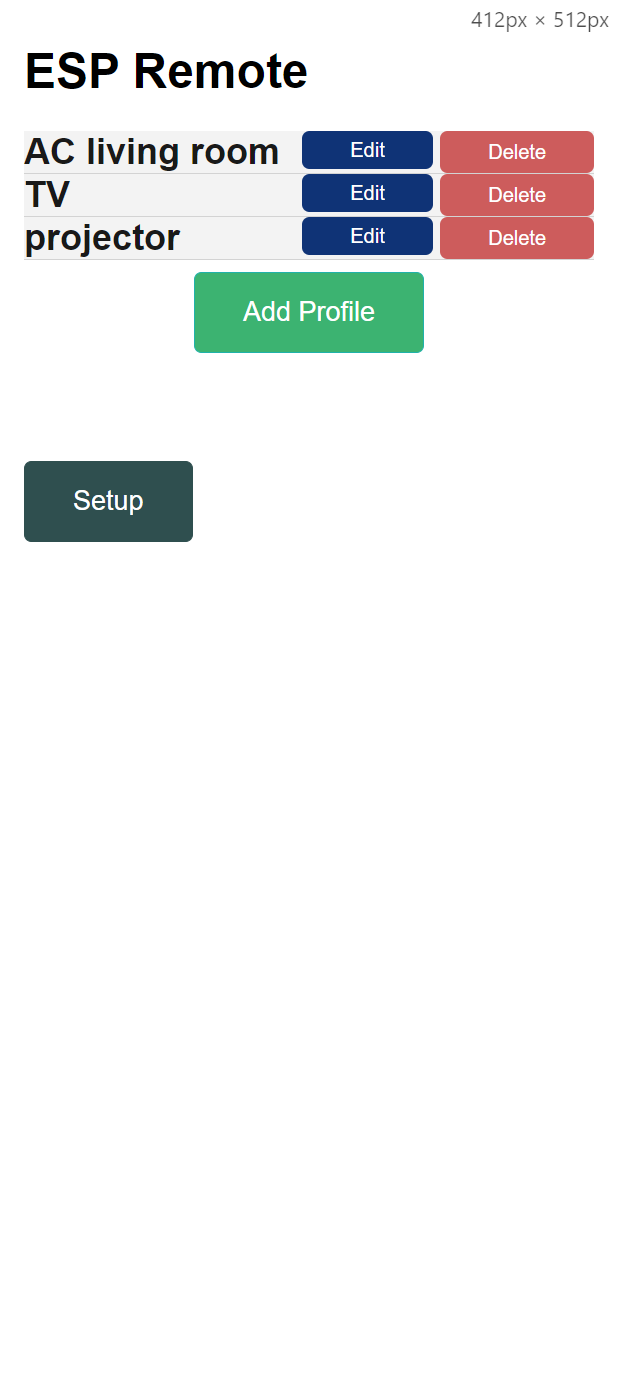 412px × 512px
ESP Remote
AC living room Edit Delete
TV Edit Delete
projector Edit Delete
Add Profile
Setup